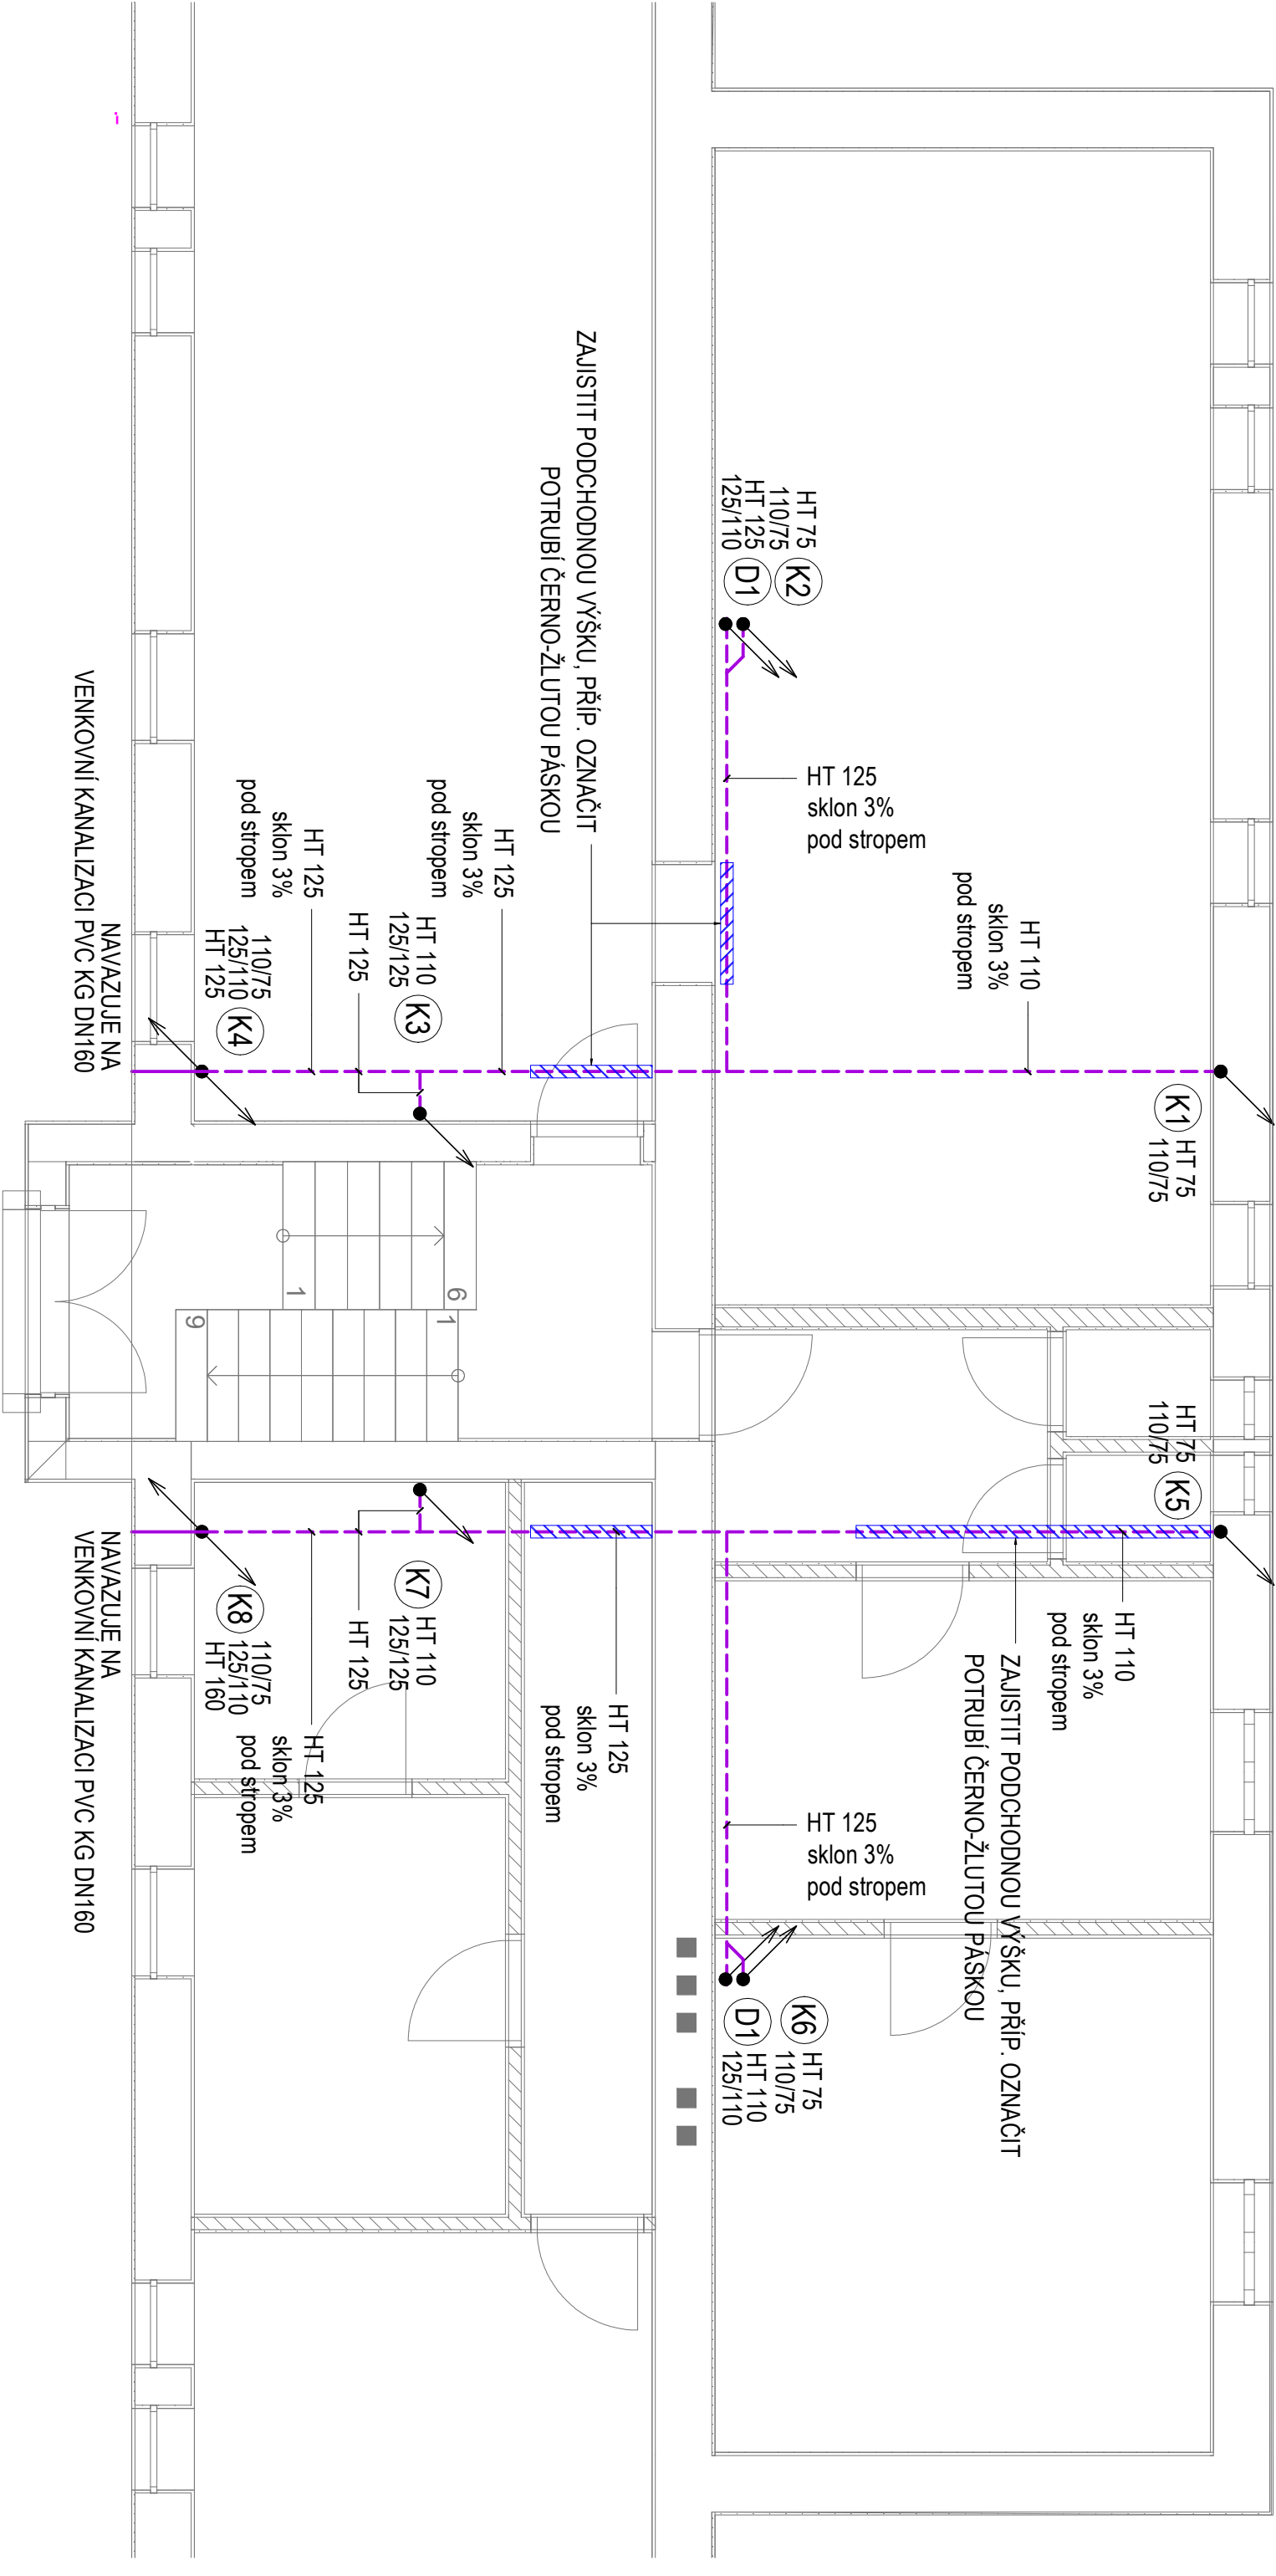 ZAJISTIT PODCHODNOU VÝŠKU, PŘÍP. OZNAČIT
POTRUBÍ ČERNO-ŽLUTOU PÁSKOU
HT 75
110/75
K2
HT 125
125/110
D1
HT 125
sklon 3%
pod stropem
HT 110
sklon 3%
pod stropem
K1
HT 75
110/75
HT 125
sklon 3%
pod stropem
HT 110
125/125
K3
HT 125
HT 125
sklon 3%
pod stropem
110/75
125/110
HT 125
K4
NAVAZUJE NA
VENKOVNÍ KANALIZACI PVC KG DN160
1
6
1
9
HT 75
110/75
K5
HT 110
sklon 3%
pod stropem
ZAJISTIT PODCHODNOU VÝŠKU, PŘÍP. OZNAČIT
POTRUBÍ ČERNO-ŽLUTOU PÁSKOU
HT 125
sklon 3%
pod stropem
K6
HT 75
110/75
D1
HT 110
125/110
HT 125
sklon 3%
pod stropem
K7
HT 110
125/125
HT 125
HT 125
sklon 3%
pod stropem
K8
110/75
125/110
HT 160
NAVAZUJE NA
VENKOVNÍ KANALIZACI PVC KG DN160